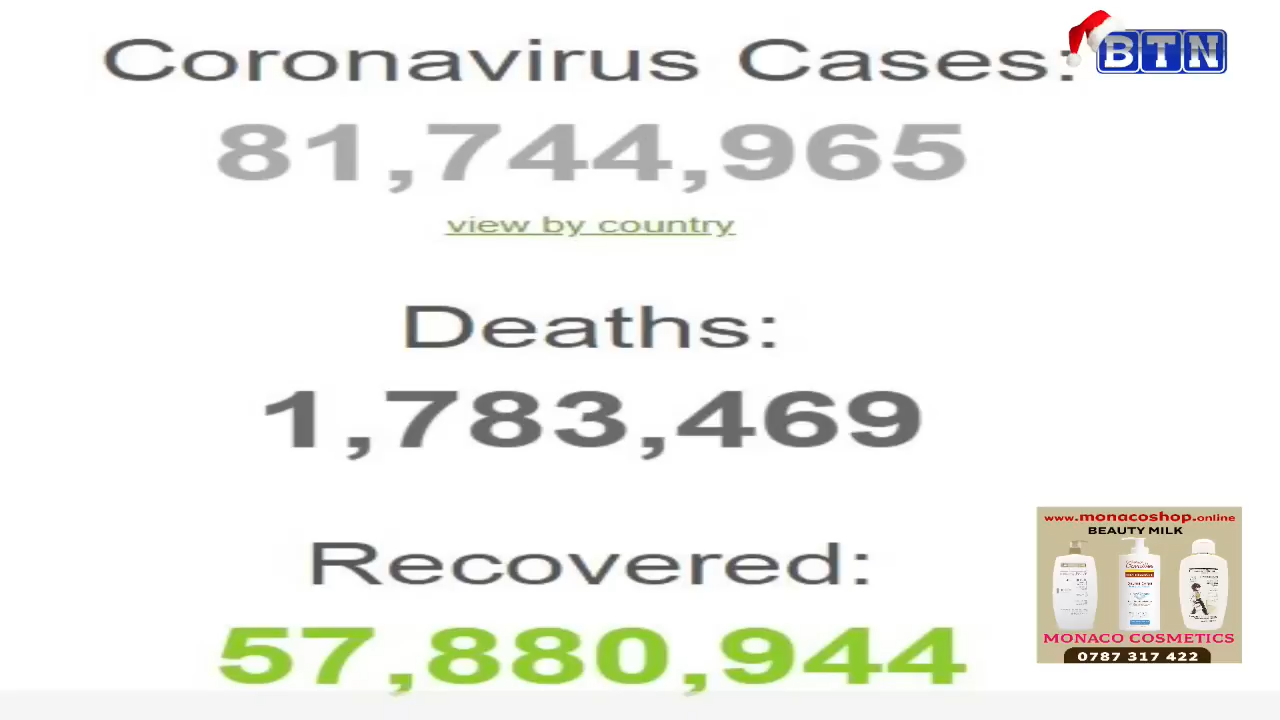 Coronavirus Cases:
BTN
81,744,965
view by country
Deaths:
1,783,469
Recovered:
57,880,944
www.monacoshop.online
BEAUTY MILK
MONACO COSMETICS
0787 317 422